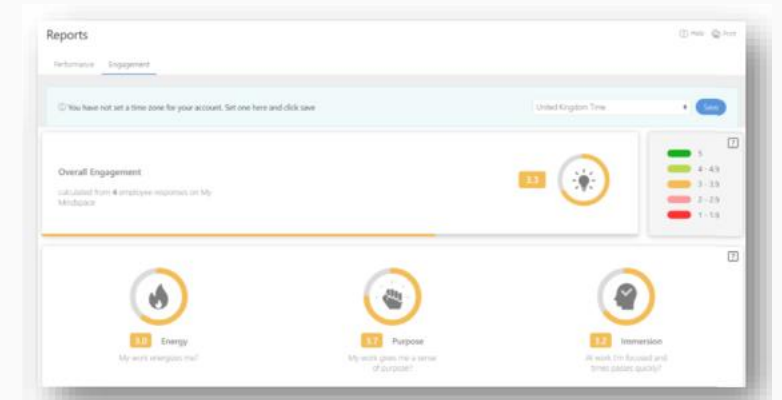 Reports
Help Print
Performance Engagement
You have not set a time zone for your account. Set one here and click save
United Kingdom Time
Save
Overall Engagement
calculated from 4 employee responses on My
Mindspace
3.3
5
4 - 4.9
3 - 3.9
2 - 2.9
1 - 1.9
3.0 Energy
My work energises me?
3.7 Purpose
My work gives me a sense
of purpose?
3.2 Immersion
At work I'm focused and
times passes quickly?